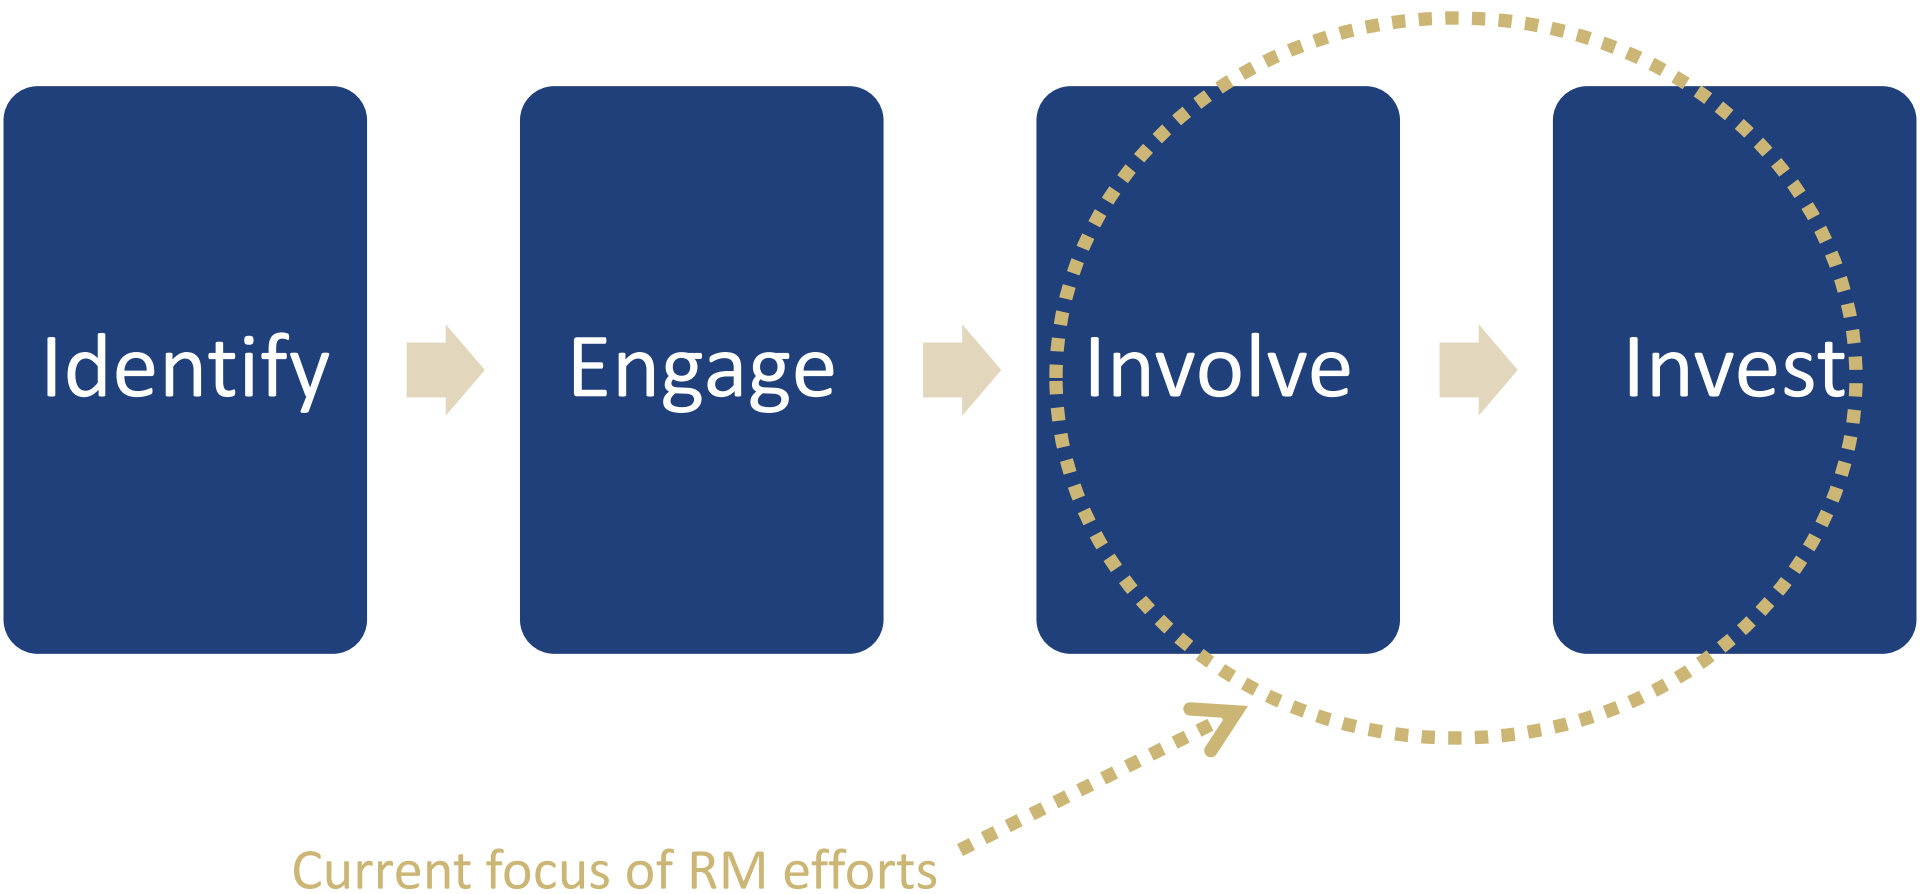 Identify
Engage
Involve
Invest
Current focus of RM efforts